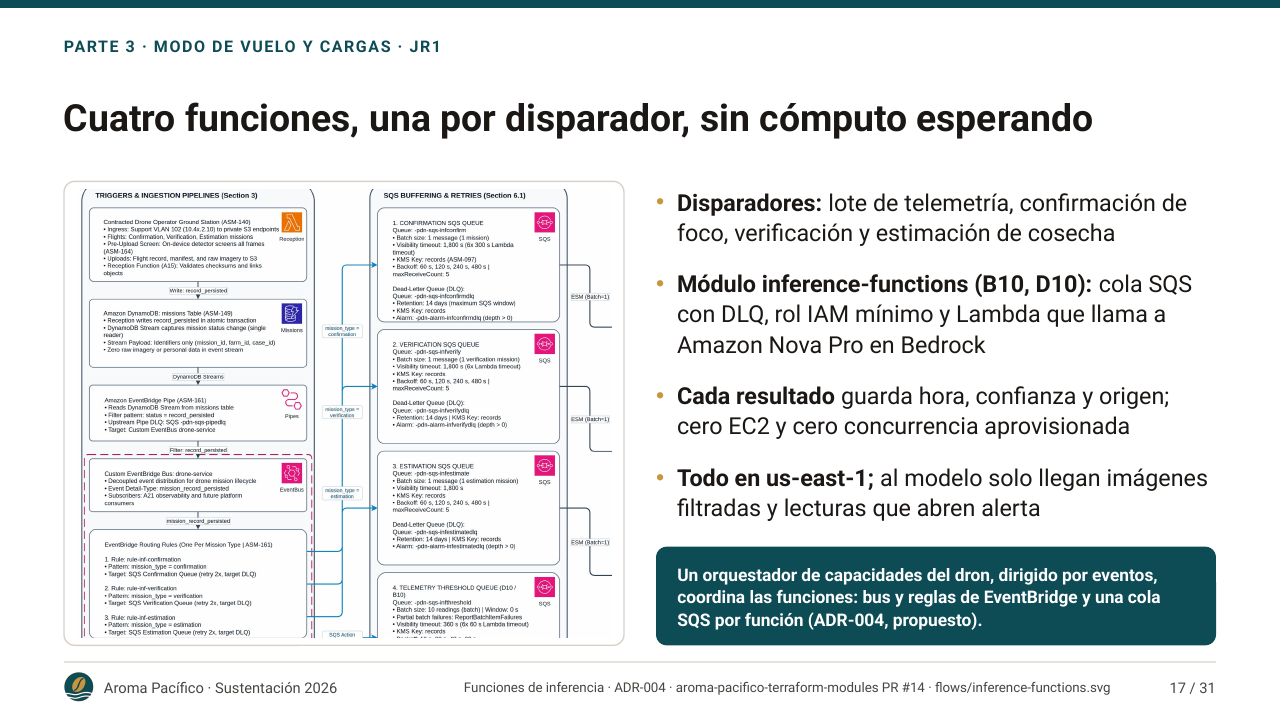 PARTE 3 · MODO DE VUELO Y CARGAS · JR1
Cuatro funciones, una por disparador, sin cómputo esperando
TRIGGERS & INGESTION PIPELINES (Section 3)
Contracted Drone Operator Ground Station (ASM-140)
• Ingress: Support VLAN 102 (10.4x.2.10) to private S3 endpoints
• Flights: Confirmation, Verification, Estimation missions
• Pre-Upload Screen: On-device detector screens all frames
(ASM-164)
• Uploads: Flight record, manifest, and raw imagery to S3
• Reception Function (A15): Validates checksums and links
objects
Reception
Write: record_persisted
Amazon DynamoDB: missions Table (ASM-149)
• Reception writes record_persisted in atomic transaction
• DynamoDB Stream captures mission status change (single
reader)
• Stream Payload: Identifiers only (mission_id, farm_id, case_id)
• Zero raw imagery or personal data in event stream
Missions
DynamoDB Streams
Amazon EventBridge Pipe (ASM-161)
• Reads DynamoDB Stream from missions table
• Filter pattern: status = record_persisted
• Upstream Pipe DLQ: SQS -pdn-sqs-pipedlq
• Target: Custom EventBus drone-service
Pipes
Filter: record_persisted
Custom EventBridge Bus: drone-service
• Decoupled event distribution for drone mission lifecycle
• Event Detail-Type: mission_record_persisted
• Subscribers: A21 observability and future platform
consumers
EventBus
mission_record_persisted
EventBridge Routing Rules (One Per Mission Type | ASM-161)
1. Rule: rule-inf-confirmation
• Pattern: mission_type = confirmation
• Target: SQS Confirmation Queue (retry 2x, target DLQ)
2. Rule: rule-inf-verification
• Pattern: mission_type = verification
• Target: SQS Verification Queue (retry 2x, target DLQ)
3. Rule: rule-inf-estimation
• Pattern: mission_type = estimation
• Target: SQS Estimation Queue (retry 2x, target DLQ)
mission_type =
confirmation
mission_type =
verification
mission_type =
estimation
SQS Action
SQS BUFFERING & RETRIES (Section 6.1)
1. CONFIRMATION SQS QUEUE
Queue: -pdn-sqs-infconfirm
• Batch size: 1 message (1 mission)
• Visibility timeout: 1,800 s (6x 300 s Lambda
timeout)
• KMS Key: records (ASM-097)
• Backoff: 60 s, 120 s, 240 s, 480 s |
maxReceiveCount: 5
Dead-Letter Queue (DLQ):
Queue: -pdn-sqs-infconfirmdlq
• Retention: 14 days (maximum SQS window)
• KMS Key: records
• Alarm: -pdn-alarm-infconfirmdlq (depth > 0)
SQS
ESM (Batch=1)
2. VERIFICATION SQS QUEUE
Queue: -pdn-sqs-infverify
• Batch size: 1 message (1 verification mission)
• Visibility timeout: 1,800 s (6x Lambda timeout)
• KMS Key: records
• Backoff: 60 s, 120 s, 240 s, 480 s |
maxReceiveCount: 5
Dead-Letter Queue (DLQ):
Queue: -pdn-sqs-infverifydlq
• Retention: 14 days | KMS Key: records
• Alarm: -pdn-alarm-infverifydlq (depth > 0)
SQS
ESM (Batch=1)
3. ESTIMATION SQS QUEUE
Queue: -pdn-sqs-infestimate
• Batch size: 1 message (1 estimation mission)
• Visibility timeout: 1,800 s
• KMS Key: records
• Backoff: 60 s, 120 s, 240 s, 480 s |
maxReceiveCount: 5
Dead-Letter Queue (DLQ):
Queue: -pdn-sqs-infestimatedlq
• Retention: 14 days | KMS Key: records
• Alarm: -pdn-alarm-infestimatedlq (depth > 0)
SQS
ESM (Batch=1)
4. TELEMETRY THRESHOLD QUEUE (D10 /
B10)
Queue: -pdn-sqs-infthreshold
• Batch size: 10 readings (batch) | Window: 0 s
• Partial batch failures: ReportBatchItemFailures
• Visibility timeout: 360 s (6x 60 s Lambda timeout)
• KMS Key: records
SQS
• Disparadores: lote de telemetría, confirmación de
foco, verificación y estimación de cosecha
• Módulo inference-functions (B10, D10): cola SQS
con DLQ, rol IAM mínimo y Lambda que llama a
Amazon Nova Pro en Bedrock
• Cada resultado guarda hora, confianza y origen;
cero EC2 y cero concurrencia aprovisionada
• Todo en us-east-1; al modelo solo llegan imágenes
filtradas y lecturas que abren alerta
Un orquestador de capacidades del dron, dirigido por eventos,
coordina las funciones: bus y reglas de EventBridge y una cola
SQS por función (ADR-004, propuesto).
Aroma Pacífico · Sustentación 2026
Funciones de inferencia · ADR-004 · aroma-pacifico-terraform-modules PR #14 · flows/inference-functions.svg
17 / 31